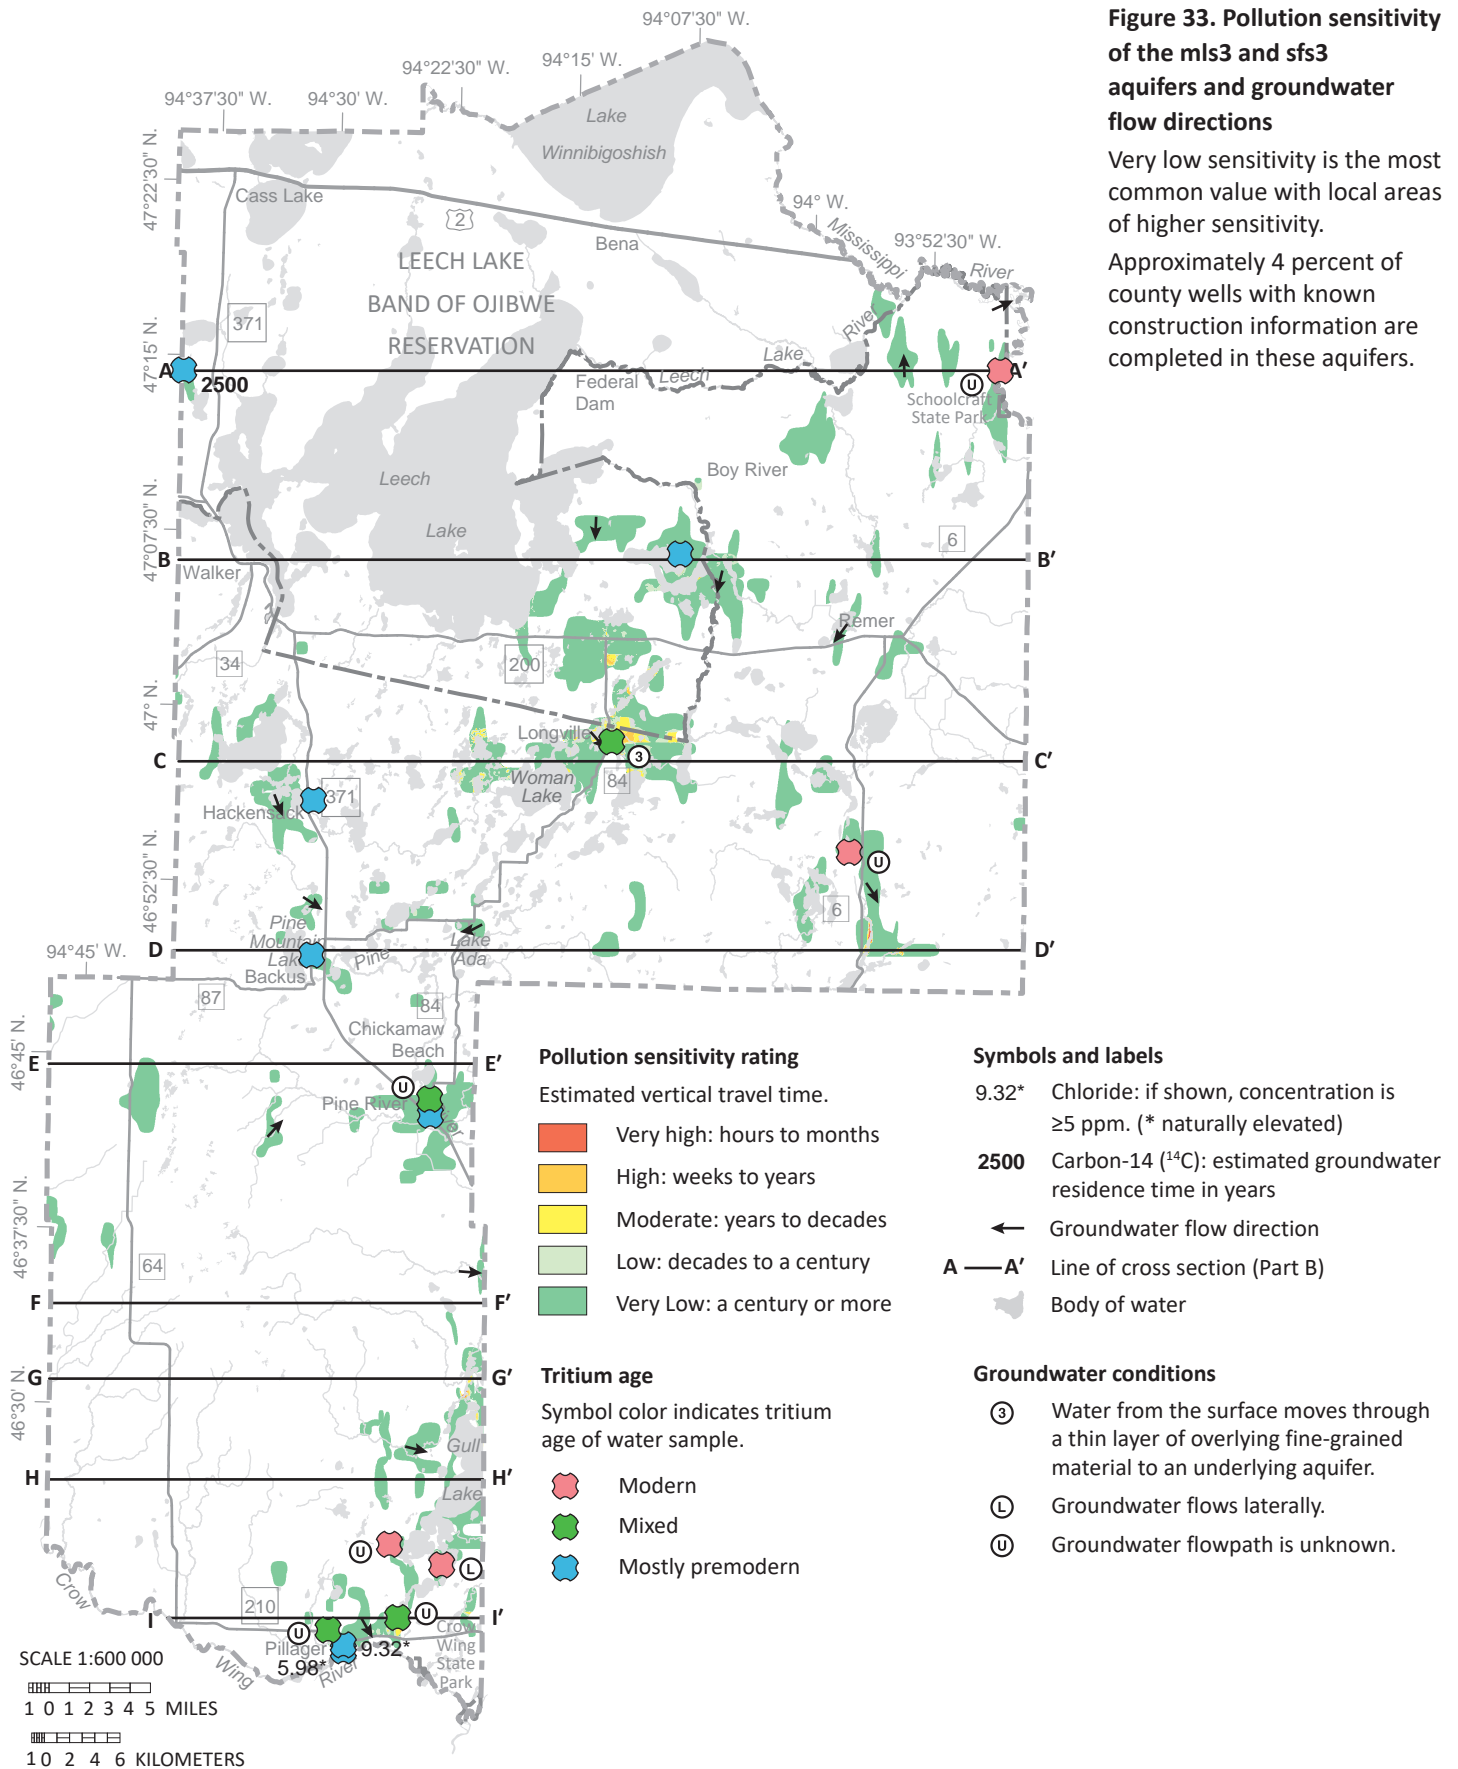 Figure 33. Pollution sensitivity
of the mls3 and sfs3
aquifers and groundwater
flow directions
Very low sensitivity is the most
common value with local areas
of higher sensitivity.
Approximately 4 percent of
county wells with known
construction information are
completed in these aquifers.
94°07'30" W.
94°15' W.
94°22'30" W.
94°30' W.
94°37'30" W.
Lake
Winnibigoshish
47°22'30" N.
Cass Lake
94° W.
2
Bena
Mississippi
93°52'30" W.
River
LEECH LAKE
BAND OF OJIBWE
RESERVATION
371
47°15' N.
River
Lake
Leech
A
2500
Federal
Dam
U
A′
Schoolcraft
State Park
Boy River
Leech
Lake
47°07'30" N.
6
B
B′
Walker
Remer
34
200
47° N.
Longville
3
C
C′
Woman
Lake
84
371
Hackensack
46°52'30" N.
U
6
Pine
Mountain
Lake
Lake
Ada
94°45' W.
D
D′
Pine
Backus
87
84
Chickamaw
Beach
46°45' N.
E
E′
U
Pine River
46°37'30" N.
64
F
F′
G
G′
46°30' N.
Gull
Lake
H
H′
U
L
Crow
210
I
I′
U
U
Crow
Wing
State
Park
Pillager
9.32*
5.98*
Wing
River
SCALE 1:600 000
1 0 1 2 3 4 5 MILES
1 0 2 4 6 KILOMETERS
Pollution sensitivity rating
Estimated vertical travel time.
Very high: hours to months
High: weeks to years
Moderate: years to decades
Low: decades to a century
Very Low: a century or more
Tritium age
Symbol color indicates tritium
age of water sample.
Modern
Mixed
Mostly premodern
Symbols and labels
9.32* Chloride: if shown, concentration is
≥5 ppm. (* naturally elevated)
2500 Carbon-14 (¹⁴C): estimated groundwater
residence time in years
Groundwater flow direction
A A′ Line of cross section (Part B)
Body of water
Groundwater conditions
3 Water from the surface moves through
a thin layer of overlying fine-grained
material to an underlying aquifer.
L Groundwater flows laterally.
U Groundwater flowpath is unknown.